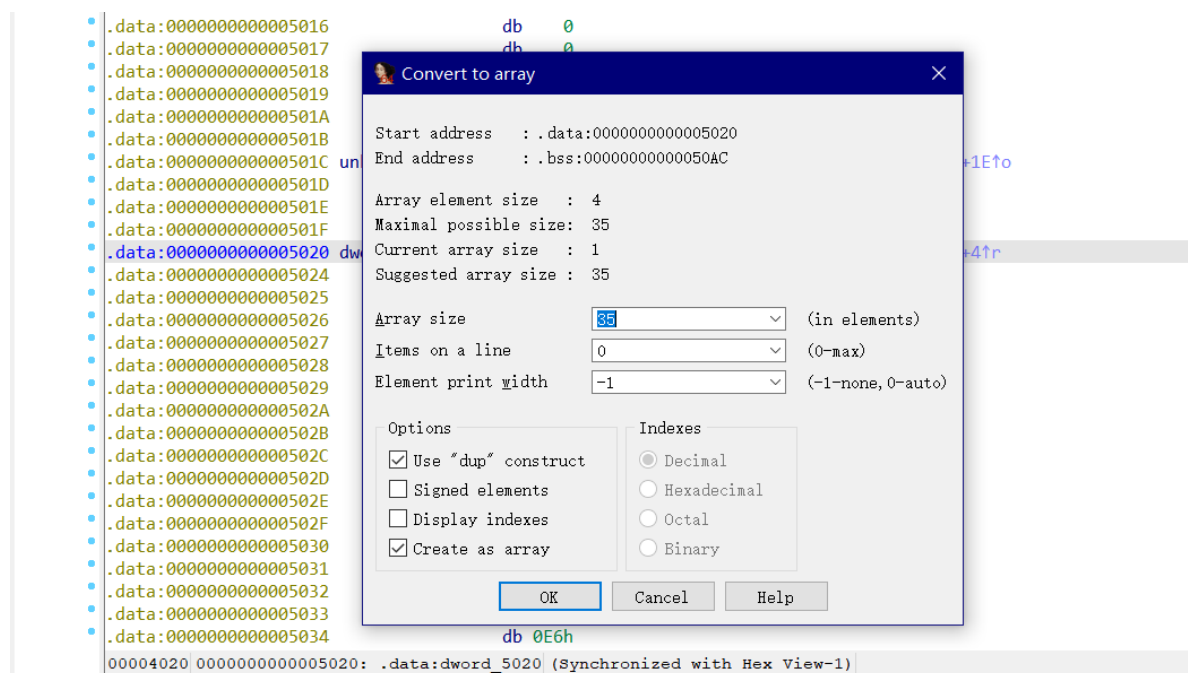 .data:0000000000005016 db 0
.data:0000000000005017 db 0
.data:0000000000005018
.data:0000000000005019
.data:000000000000501A
.data:000000000000501B
.data:000000000000501C un +1E↑o
.data:000000000000501D
.data:000000000000501E
.data:000000000000501F
.data:0000000000005020 dw +4↑r
.data:0000000000005024
.data:0000000000005025
.data:0000000000005026
.data:0000000000005027
.data:0000000000005028
.data:0000000000005029
.data:000000000000502A
.data:000000000000502B
.data:000000000000502C
.data:000000000000502D
.data:000000000000502E
.data:000000000000502F
.data:0000000000005030
.data:0000000000005031
.data:0000000000005032
.data:0000000000005033
.data:0000000000005034 db 0E6h
00004020 0000000000005020: .data:dword_5020 (Synchronized with Hex View-1)
Convert to array
Start address : .data:0000000000005020
End address : .bss:00000000000050AC
Array element size : 4
Maximal possible size: 35
Current array size : 1
Suggested array size : 35
Array size 35 (in elements)
Items on a line 0 (0-max)
Element print width -1 (-1-none,0-auto)
Options
Use "dup" construct
Signed elements
Display indexes
Create as array
Indexes
Decimal
Hexadecimal
Octal
Binary
OK Cancel Help